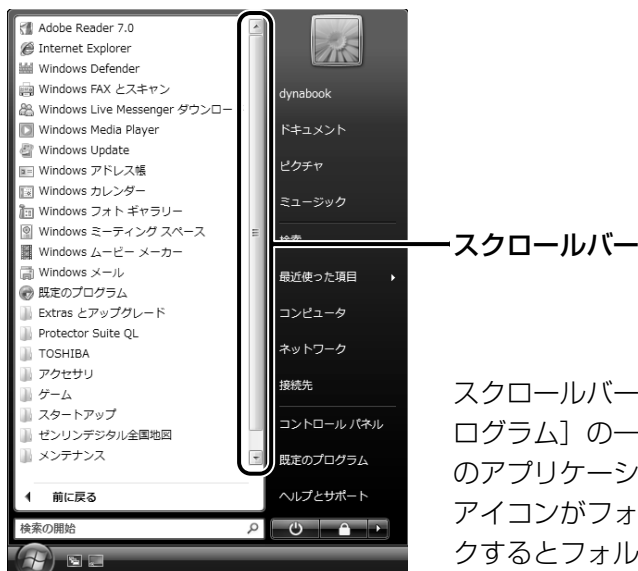 Adobe Reader 7.0
Internet Explorer
Windows Defender
Windows FAX とスキャン
Windows Live Messenger ダウンロー
Windows Media Player
Windows Update
Windows アドレス帳
Windows カレンダー
Windows フォト ギャラリー
Windows ミーティング スペース
Windows ムービー メーカー
Windows メール
既定のプログラム
Extras とアップグレード
Protector Suite QL
TOSHIBA
アクセサリ
ゲーム
スタートアップ
ゼンリンデジタル全国地図
メンテナンス
前に戻る
検索の開始
dynabook
ドキュメント
ピクチャ
ミュージック
検索
最近使った項目
コンピュータ
ネットワーク
接続先
コントロール パネル
既定のプログラム
ヘルプとサポート
スクロールバー
スクロールバー
ログラム］の一
のアプリケーシ
アイコンがフォ
クするとフォル